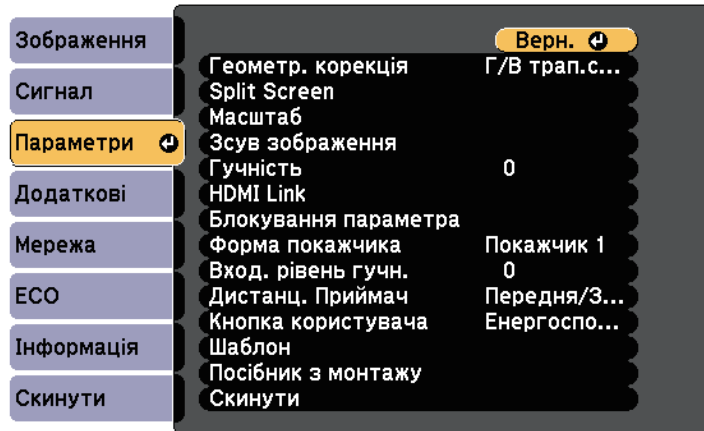 Зображення
Сигнал
Параметри
Додаткові
Мережа
ECO
Інформація
Скинути
Верн.
Геометр. корекція Г/В трап.с...
Split Screen
Масштаб
Зсув зображення
Гучність 0
HDMI Link
Блокування параметра
Форма покажчика Покажчик 1
Вход. рівень гучн. 0
Дистанц. Приймач Передня/З...
Кнопка користувача Енергоспо...
Шаблон
Посібник з монтажу
Скинути